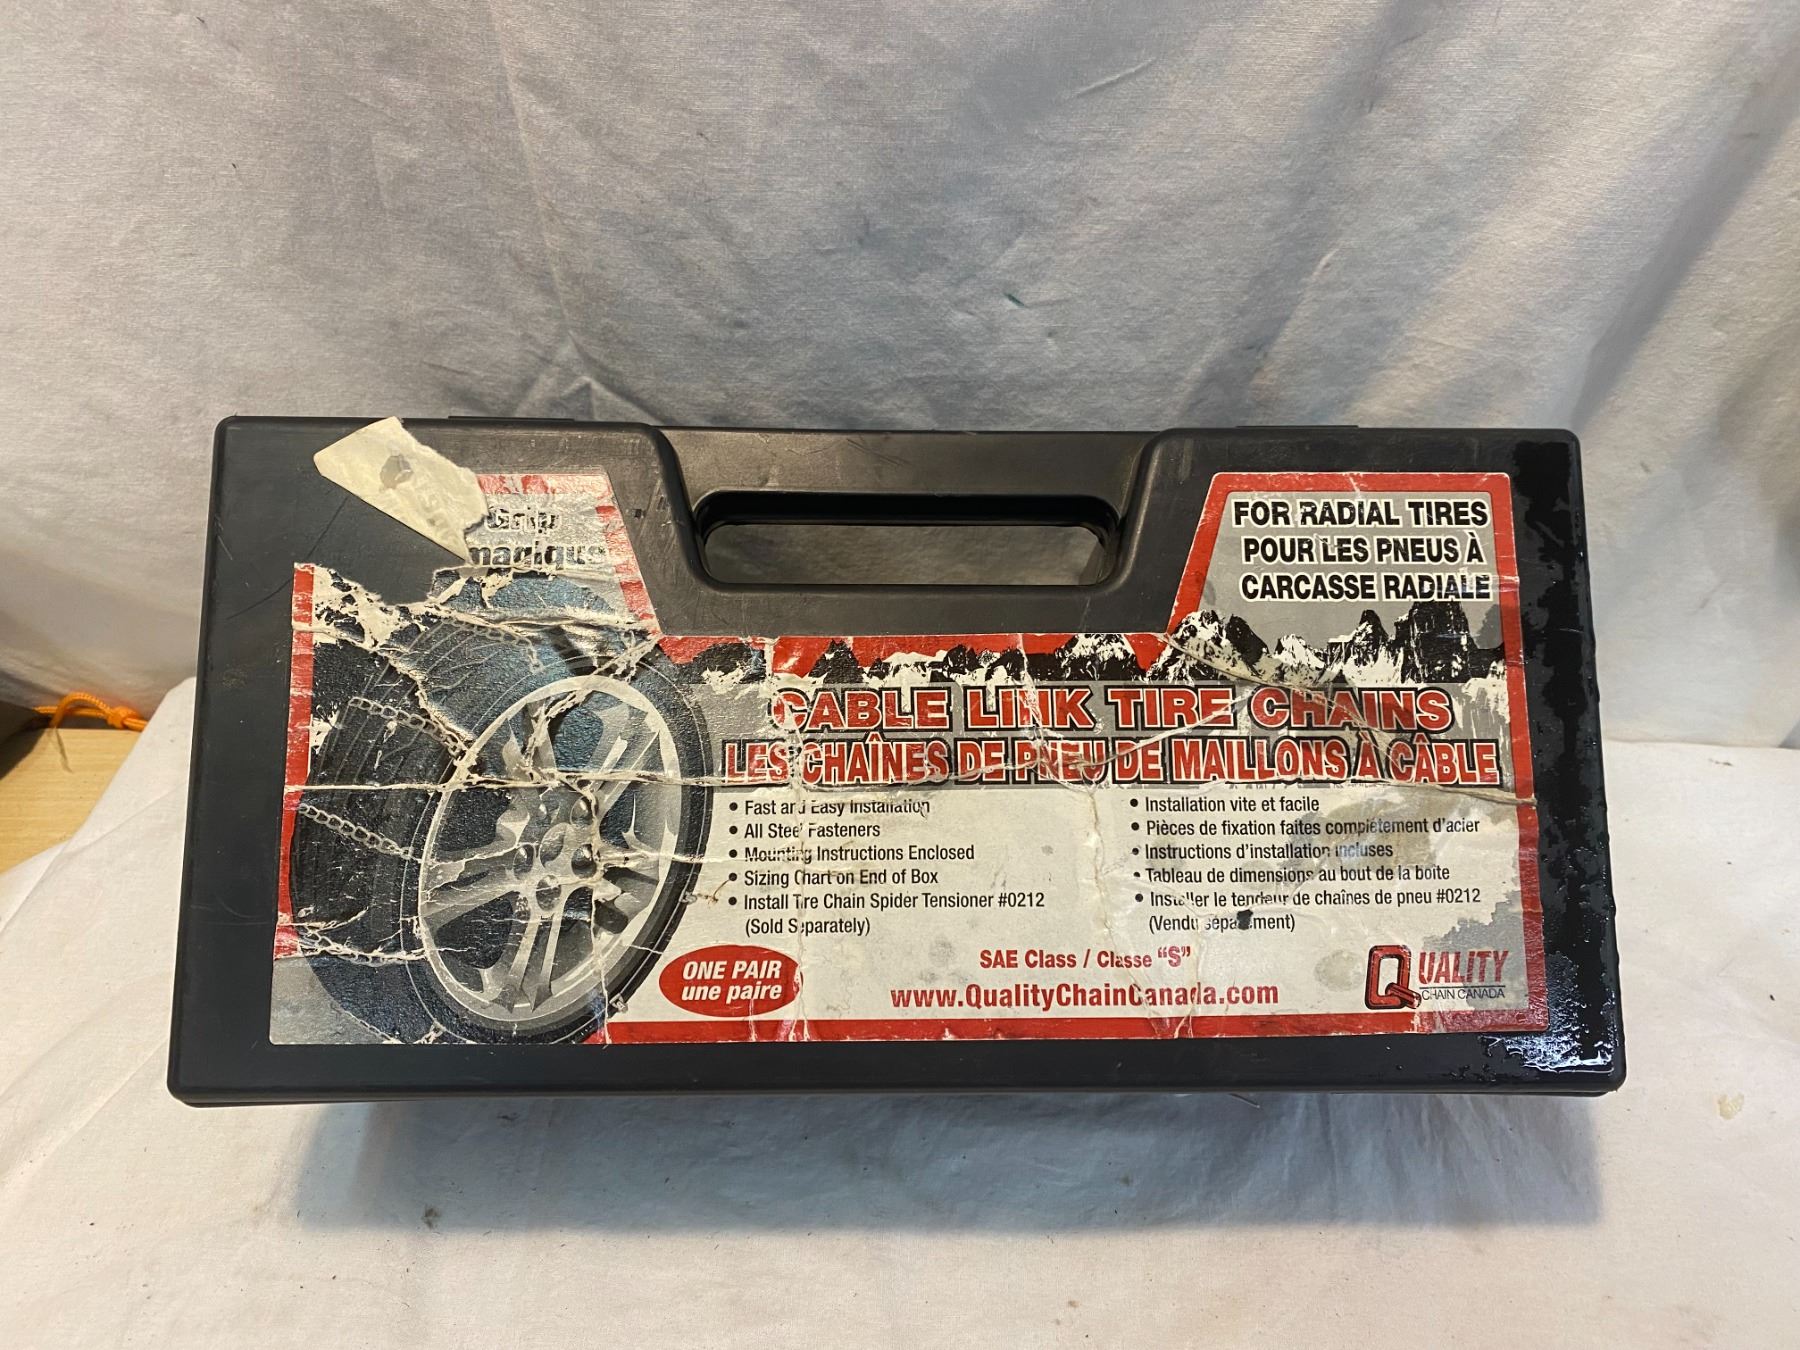 Grip
magique
FOR RADIAL TIRES
POUR LES PNEUS À
CARCASSE RADIALE
CABLE LINK TIRE CHAINS
LES CHAÎNES DE PNEU DE MAILLONS À CÂBLE
• Fast and Easy Installation
• All Steel Fasteners
• Mounting Instructions Enclosed
• Sizing Chart on End of Box
• Install Tire Chain Spider Tensioner #0212
(Sold Separately)
• Installation vite et facile
• Pièces de fixation faites complètement d'acier
• Instructions d'installation incluses
• Tableau de dimensions au bout de la boîte
• Installer le tendeur de chaînes de pneu #0212
(Vendu séparément)
ONE PAIR
une paire
SAE Class / Classe "S"
www.QualityChainCanada.com
QUALITY
CHAIN CANADA